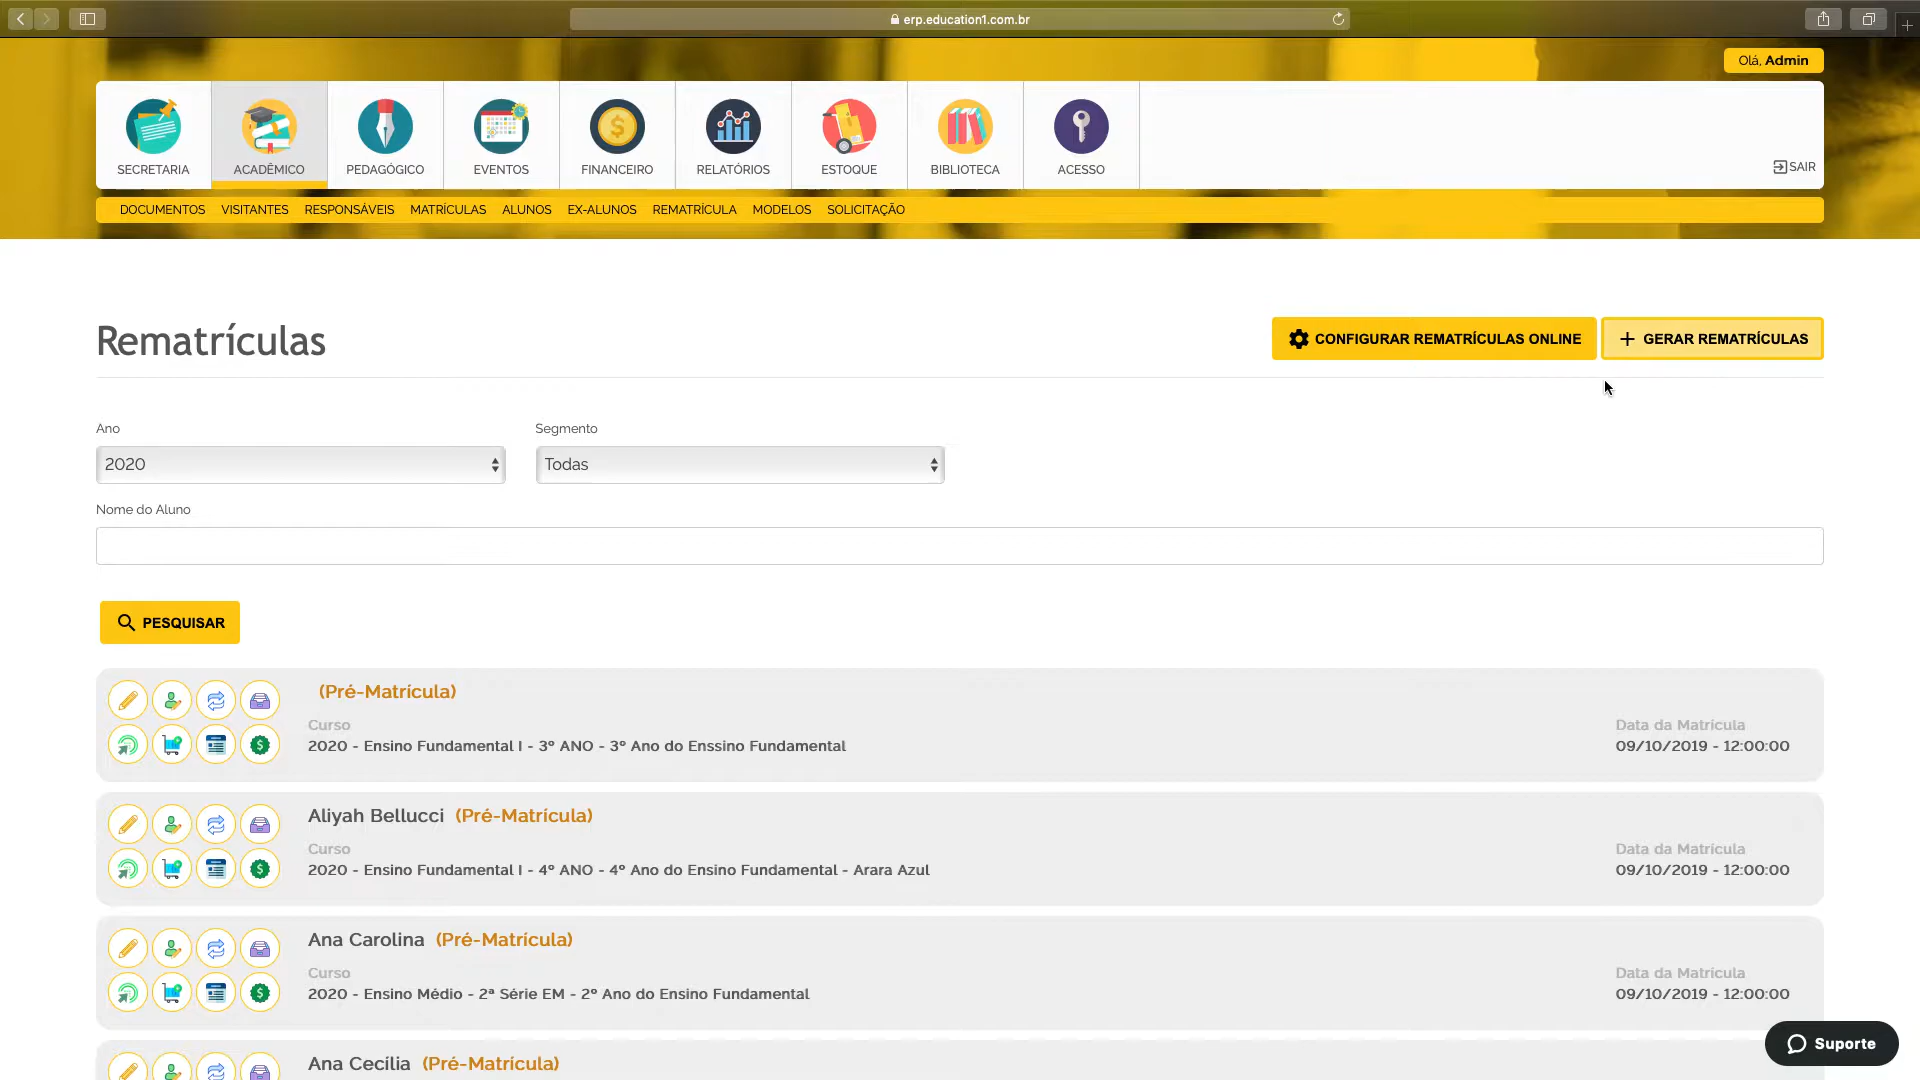 erp.education1.com.br
Olá, Admin
SECRETARIA
ACADÊMICO
PEDAGÓGICO
EVENTOS
FINANCEIRO
RELATÓRIOS
ESTOQUE
BIBLIOTECA
ACESSO
SAIR
DOCUMENTOS VISITANTES RESPONSÁVEIS MATRÍCULAS ALUNOS EX-ALUNOS REMATRÍCULA MODELOS SOLICITAÇÃO
Rematrículas
CONFIGURAR REMATRÍCULAS ONLINE
+ GERAR REMATRÍCULAS
Ano
Segmento
2020
Todas
Nome do Aluno
PESQUISAR
(Pré-Matrícula)
Curso
Data da Matrícula
2020 - Ensino Fundamental I - 3º ANO - 3º Ano do Enssino Fundamental
09/10/2019 - 12:00:00
Aliyah Bellucci (Pré-Matrícula)
Curso
Data da Matrícula
2020 - Ensino Fundamental I - 4º ANO - 4º Ano do Ensino Fundamental - Arara Azul
09/10/2019 - 12:00:00
Ana Carolina (Pré-Matrícula)
Curso
Data da Matrícula
2020 - Ensino Médio - 2ª Série EM - 2º Ano do Ensino Fundamental
09/10/2019 - 12:00:00
Ana Cecília (Pré-Matrícula)
Suporte